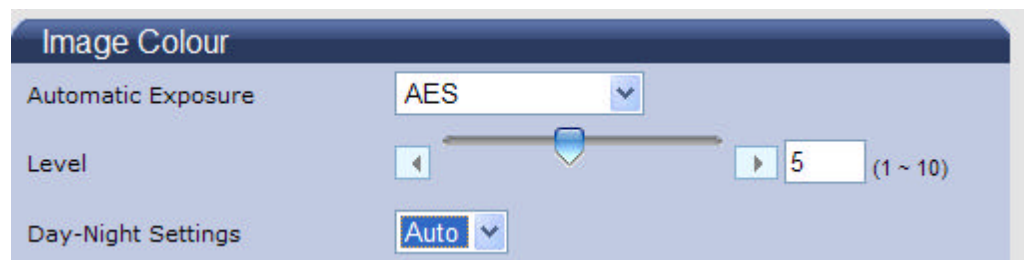 Image Colour
Automatic Exposure AES
Level 5 (1 ~ 10)
Day-Night Settings Auto